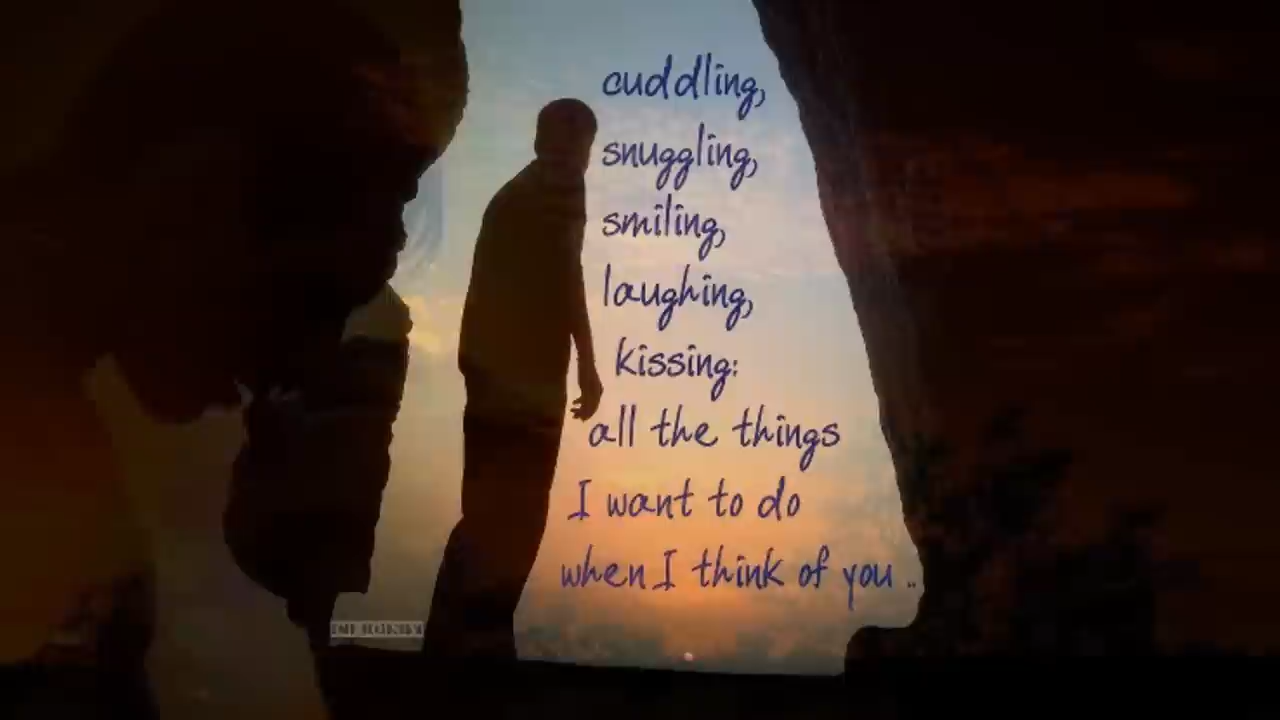 cuddling,
snuggling,
smiling,
laughing,
kissing:
all the things
I want to do
when I think of you ..